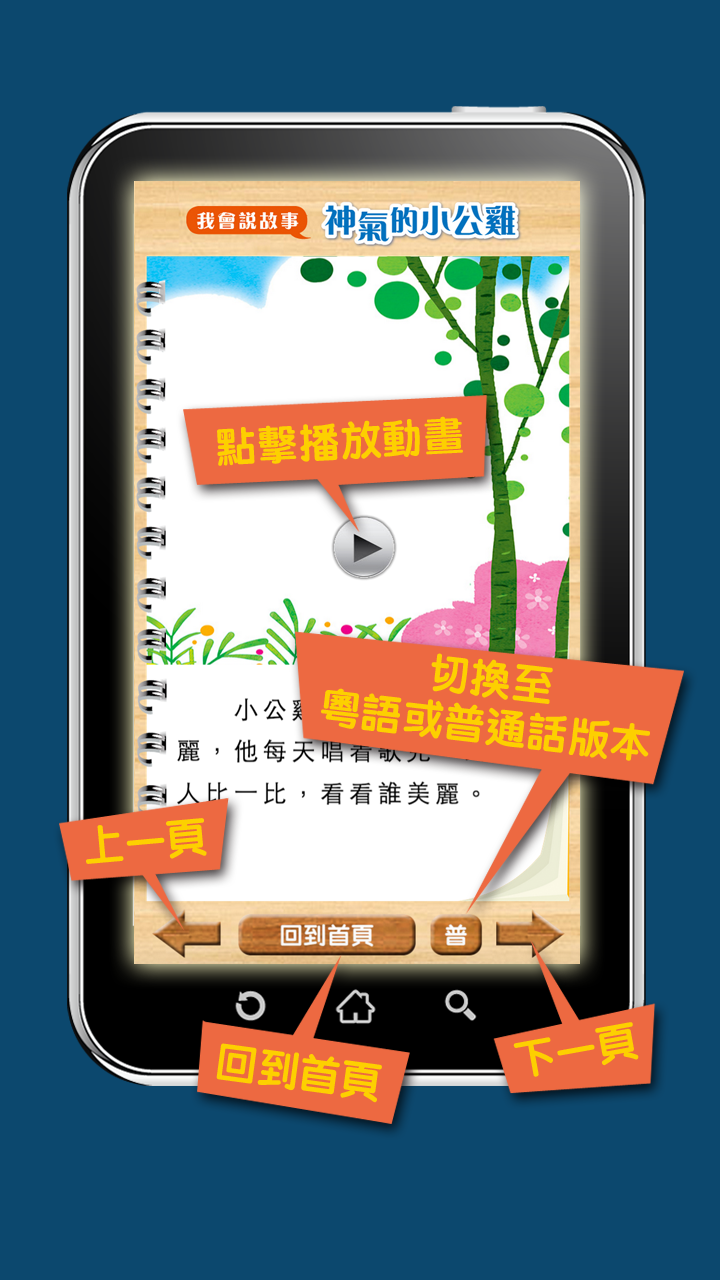 我會説故事
神氣的小公雞
點擊播放動畫
切換至
粵語或普通話版本
小公雞
麗，他每天唱着歌兒
人比一比，看看誰美麗。
上一頁
回到首頁
普
回到首頁
下一頁